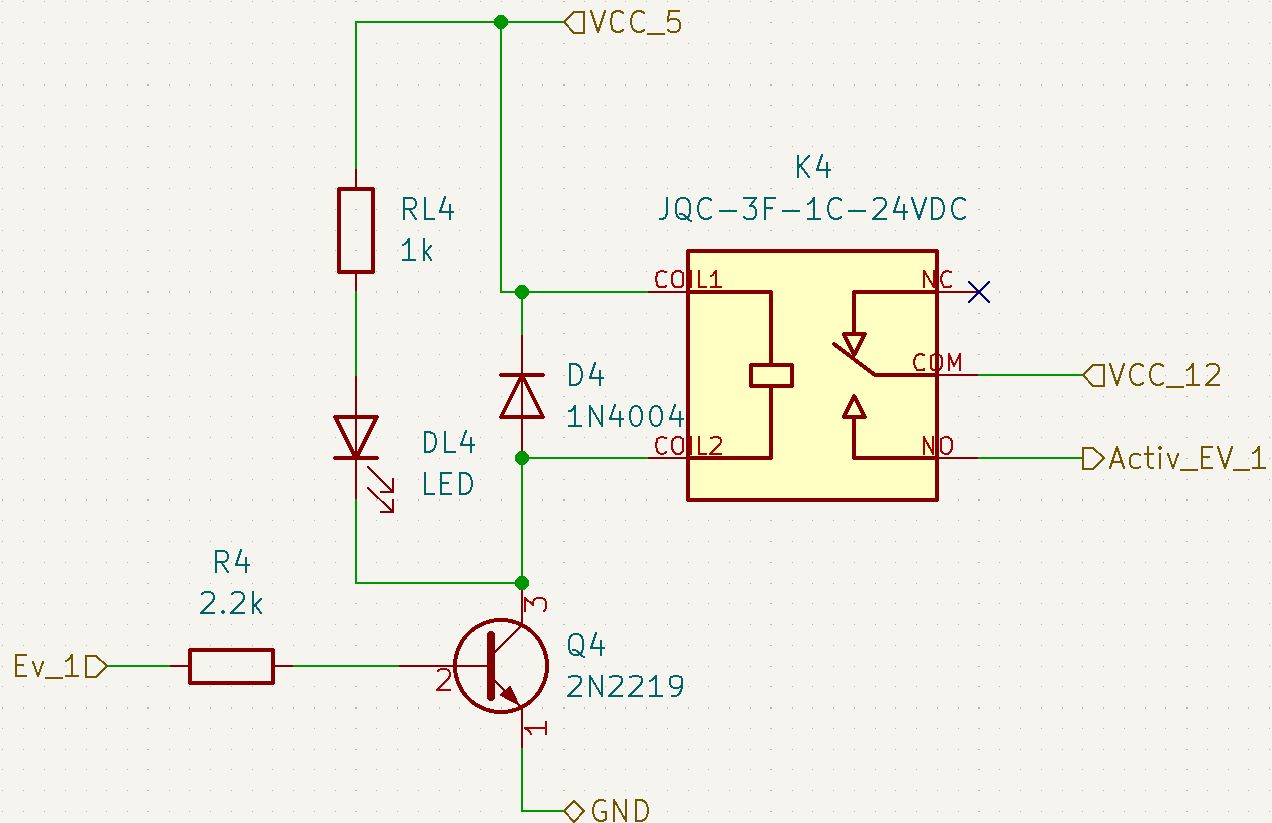 VCC_5
K4
JQC-3F-1C-24VDC
RL4
1k
COIL1
NC
D4
1N4004
COM
VCC_12
DL4
LED
COIL2
NO
Activ_EV_1
R4
2.2k
3
Ev_1
2
Q4
2N2219
1
GND